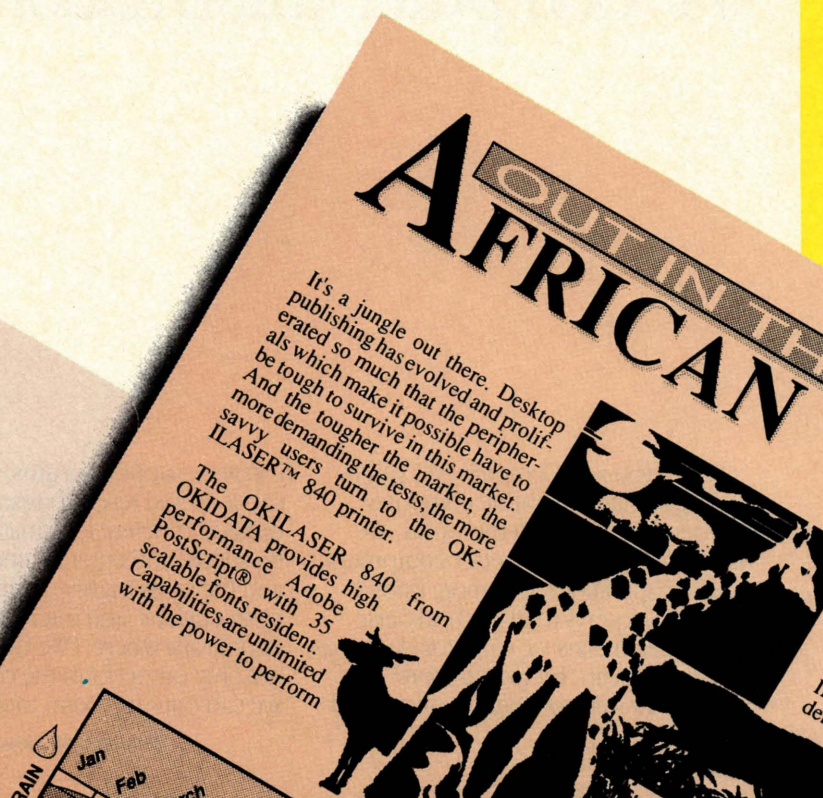 OUT IN TH
AFRICAN
It's a jungle out there. Desktop
publishing has evolved and prolif-
erated so much that the peripher-
als which make it possible have to
be tough to survive in this market.
And the tougher the market, the
more demanding the tests, the more
savvy users turn to the OK-
ILASER™ 840 printer.
The OKILASER 840 from
OKIDATA provides high
performance Adobe
PostScript® with 35
scalable fonts resident.
Capabilities are unlimited
with the power to perform
Jan
Feb